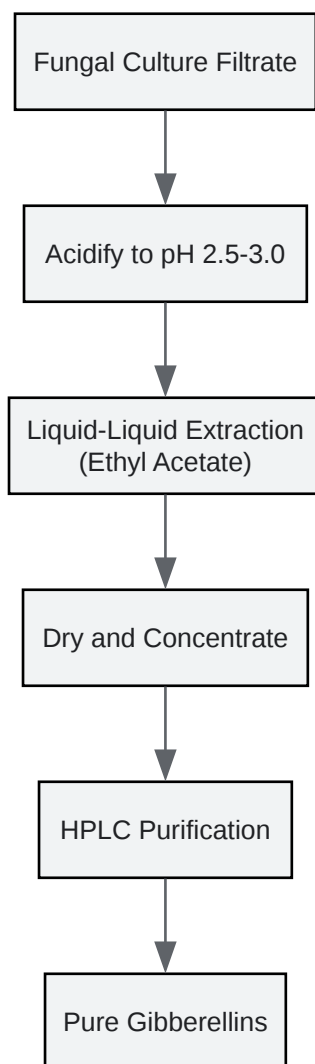 Fungal Culture Filtrate
Acidify to pH 2.5-3.0
Liquid-Liquid Extraction
(Ethyl Acetate)
Dry and Concentrate
HPLC Purification
Pure Gibberellins